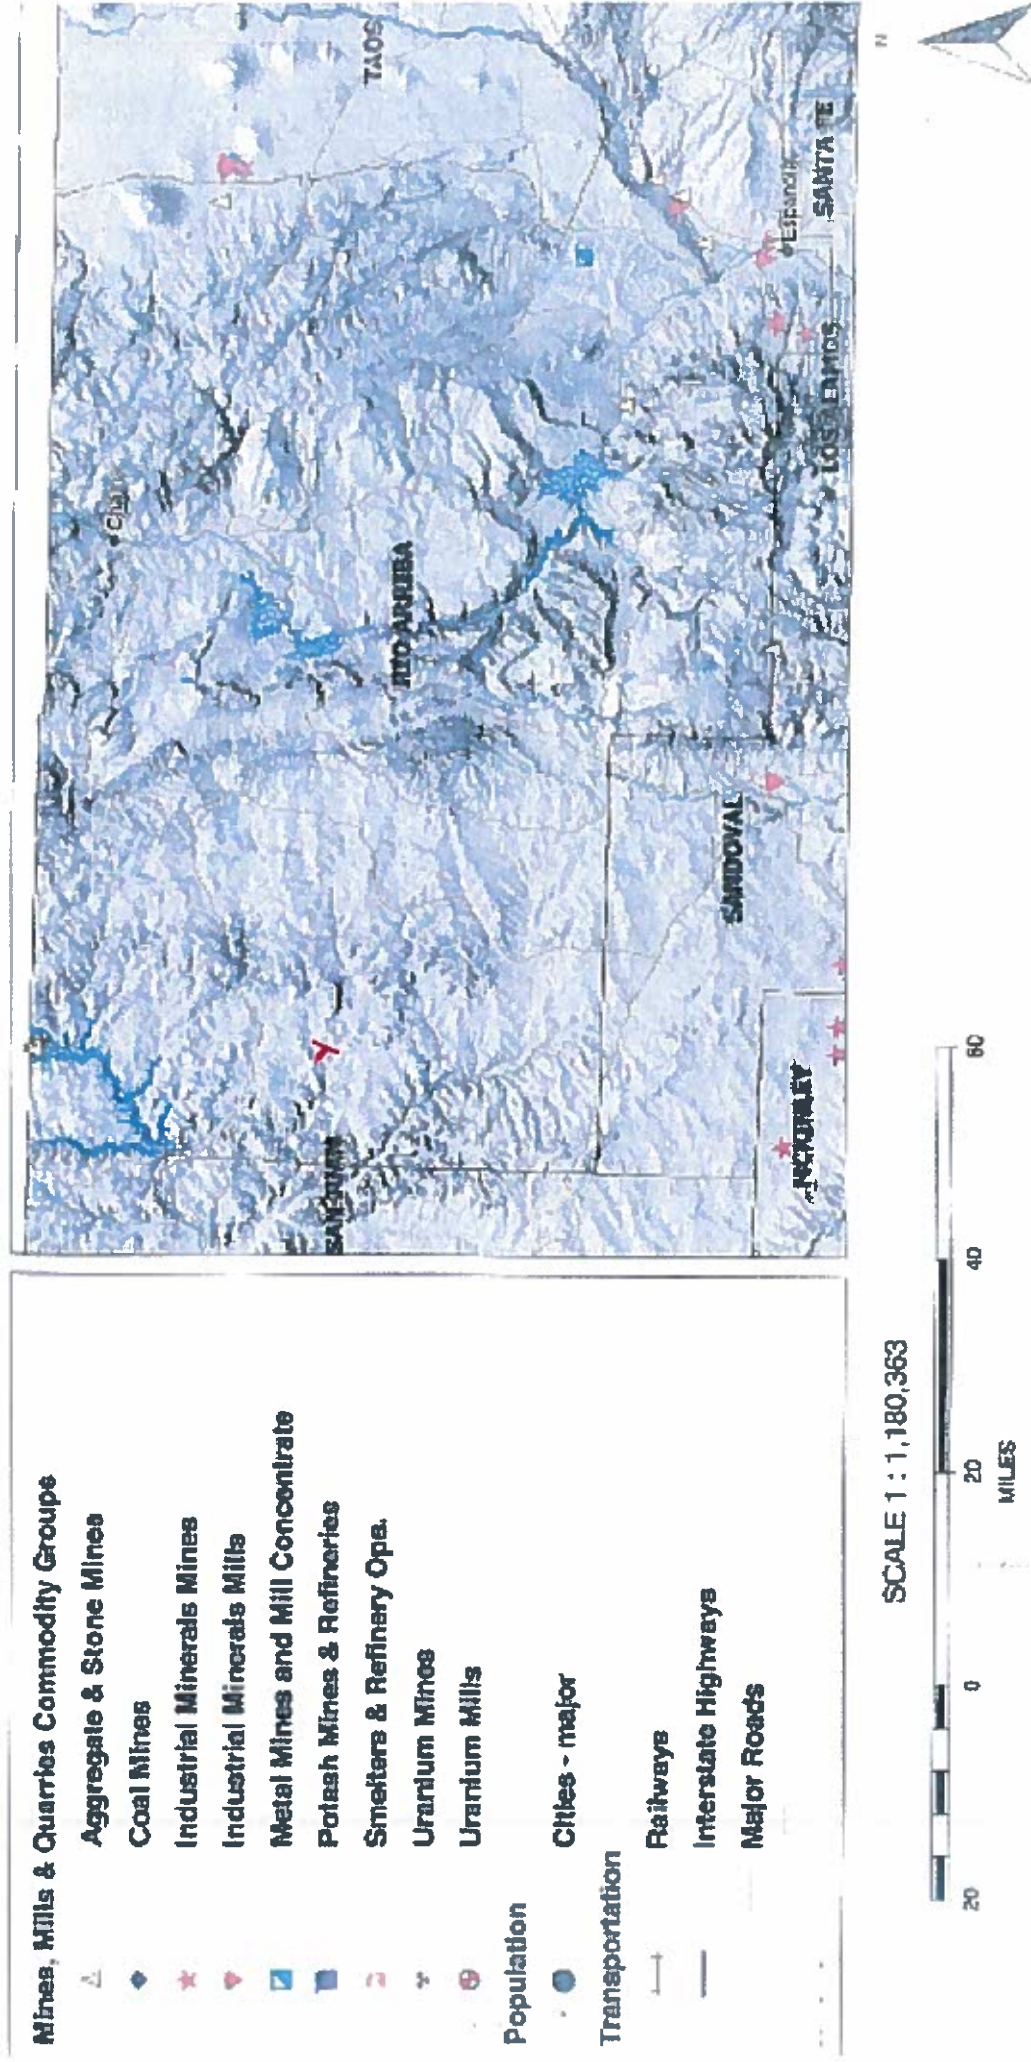 Mines, Mills & Quarries Commodity Groups
Aggregate & Stone Mines
Coal Mines
Industrial Minerals Mines
Industrial Minerals Mills
Metal Mines and Mill Concentrate
Potash Mines & Refineries
Smelters & Refinery Ops.
Uranium Mines
Uranium Mills
Population
Cities - major
Transportation
Railways
Interstate Highways
Major Roads
SAN JUAN
RIO ARRIBA
TAOS
SANDOVAL
MCKINLEY
LOS ALAMOS
SANTA FE
Espanola
SCALE 1 : 1,180,363
20
0
20
40
60
MILES
N